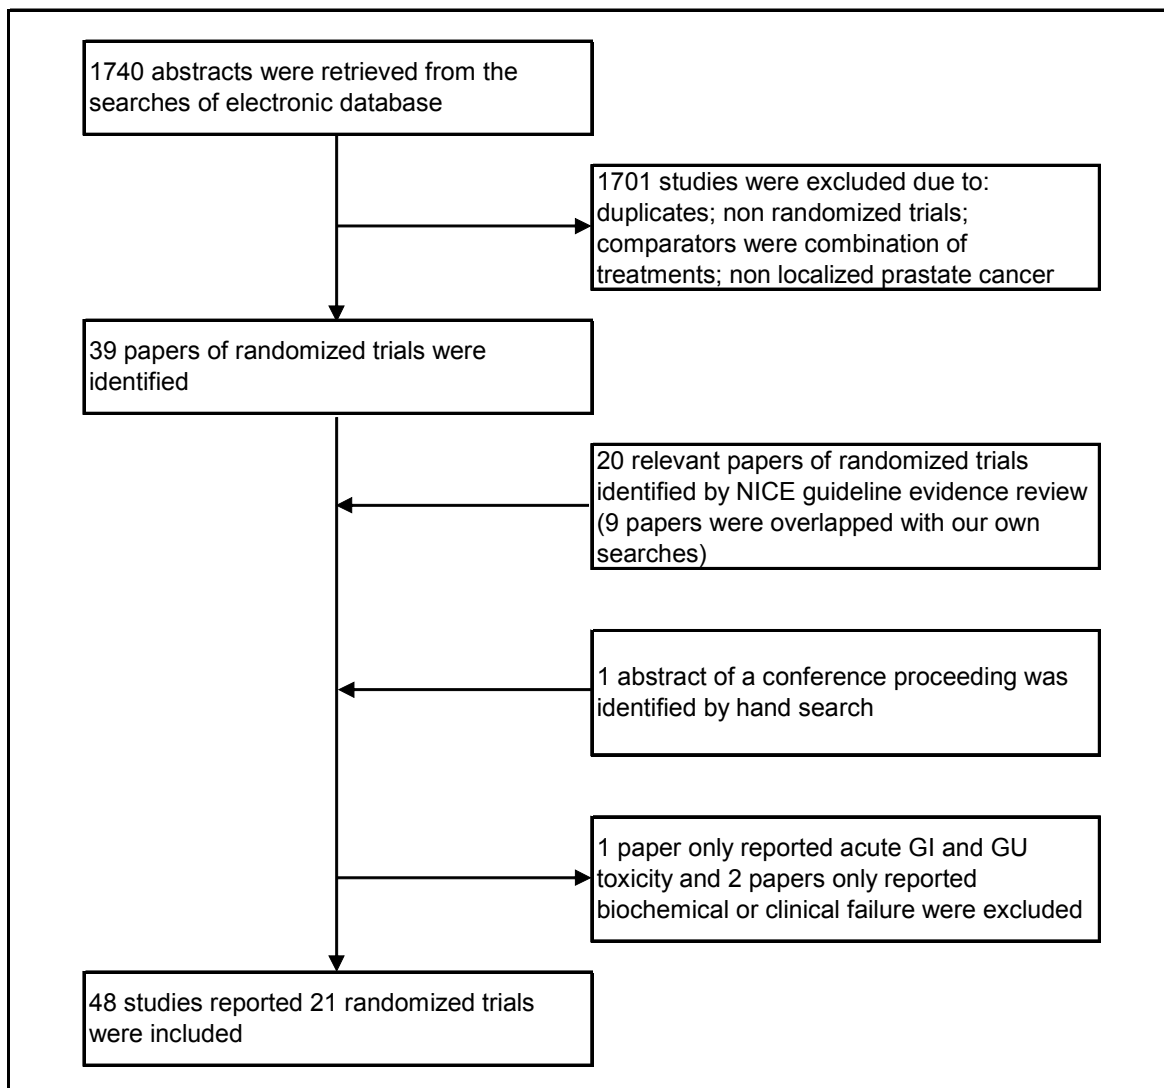 1740 abstracts were retrieved from the
searches of electronic database
1701 studies were excluded due to:
duplicates; non randomized trials;
comparators were combination of
treatments; non localized prastate cancer
39 papers of randomized trials were
identified
20 relevant papers of randomized trials
identified by NICE guideline evidence review
(9 papers were overlapped with our own
searches)
1 abstract of a conference proceeding was
identified by hand search
1 paper only reported acute GI and GU
toxicity and 2 papers only reported
biochemical or clinical failure were excluded
48 studies reported 21 randomized trials
were included